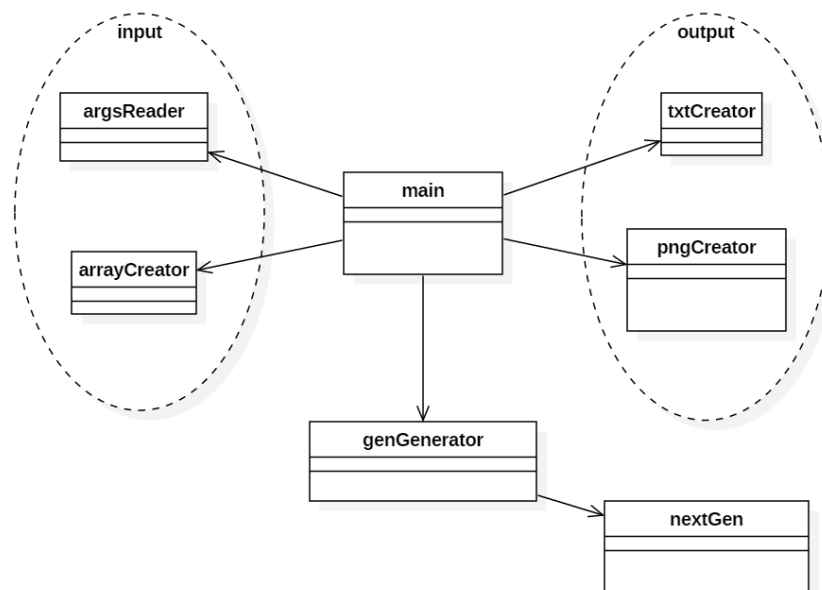 input
output
argsReader
txtCreator
main
arrayCreator
pngCreator
genGenerator
nextGen